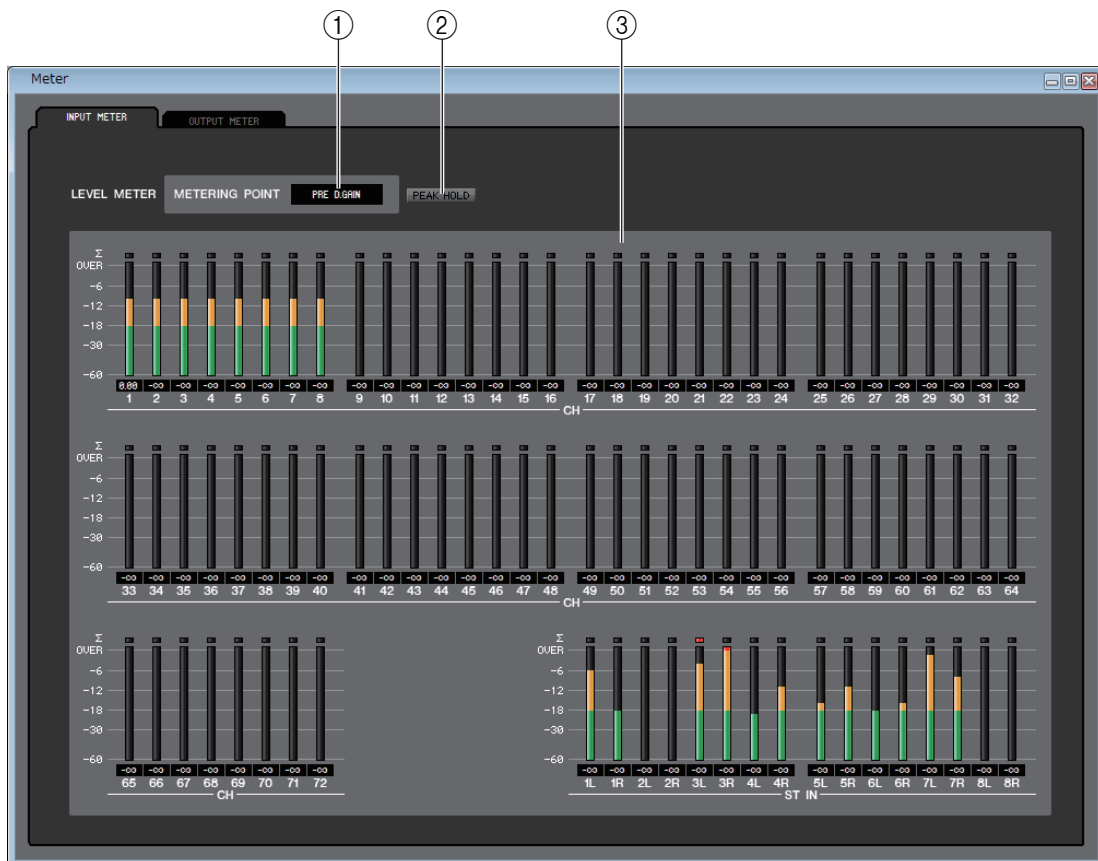 ① ② ③
Meter
INPUT METER OUTPUT METER
LEVEL METER METERING POINT PRE D.GAIN PEAK HOLD
Σ
OVER
-6
-12
-18
-30
-60
0.00 -∞ -∞ -∞ -∞ -∞ -∞ -∞ -∞ -∞ -∞ -∞ -∞ -∞ -∞ -∞ -∞ -∞ -∞ -∞ -∞ -∞ -∞ -∞ -∞ -∞ -∞ -∞ -∞ -∞ -∞ -∞
1 2 3 4 5 6 7 8 9 10 11 12 13 14 15 16 17 18 19 20 21 22 23 24 25 26 27 28 29 30 31 32
CH
Σ
OVER
-6
-12
-18
-30
-60
-∞ -∞ -∞ -∞ -∞ -∞ -∞ -∞ -∞ -∞ -∞ -∞ -∞ -∞ -∞ -∞ -∞ -∞ -∞ -∞ -∞ -∞ -∞ -∞ -∞ -∞ -∞ -∞ -∞ -∞ -∞ -∞
33 34 35 36 37 38 39 40 41 42 43 44 45 46 47 48 49 50 51 52 53 54 55 56 57 58 59 60 61 62 63 64
CH
Σ
OVER
-6
-12
-18
-30
-60
-∞ -∞ -∞ -∞ -∞ -∞ -∞ -∞
65 66 67 68 69 70 71 72
CH
Σ
OVER
-6
-12
-18
-30
-60
-∞ -∞ -∞ -∞ -∞ -∞ -∞ -∞ -∞ -∞ -∞ -∞ -∞ -∞ -∞ -∞
1L 1R 2L 2R 3L 3R 4L 4R 5L 5R 6L 6R 7L 7R 8L 8R
ST IN